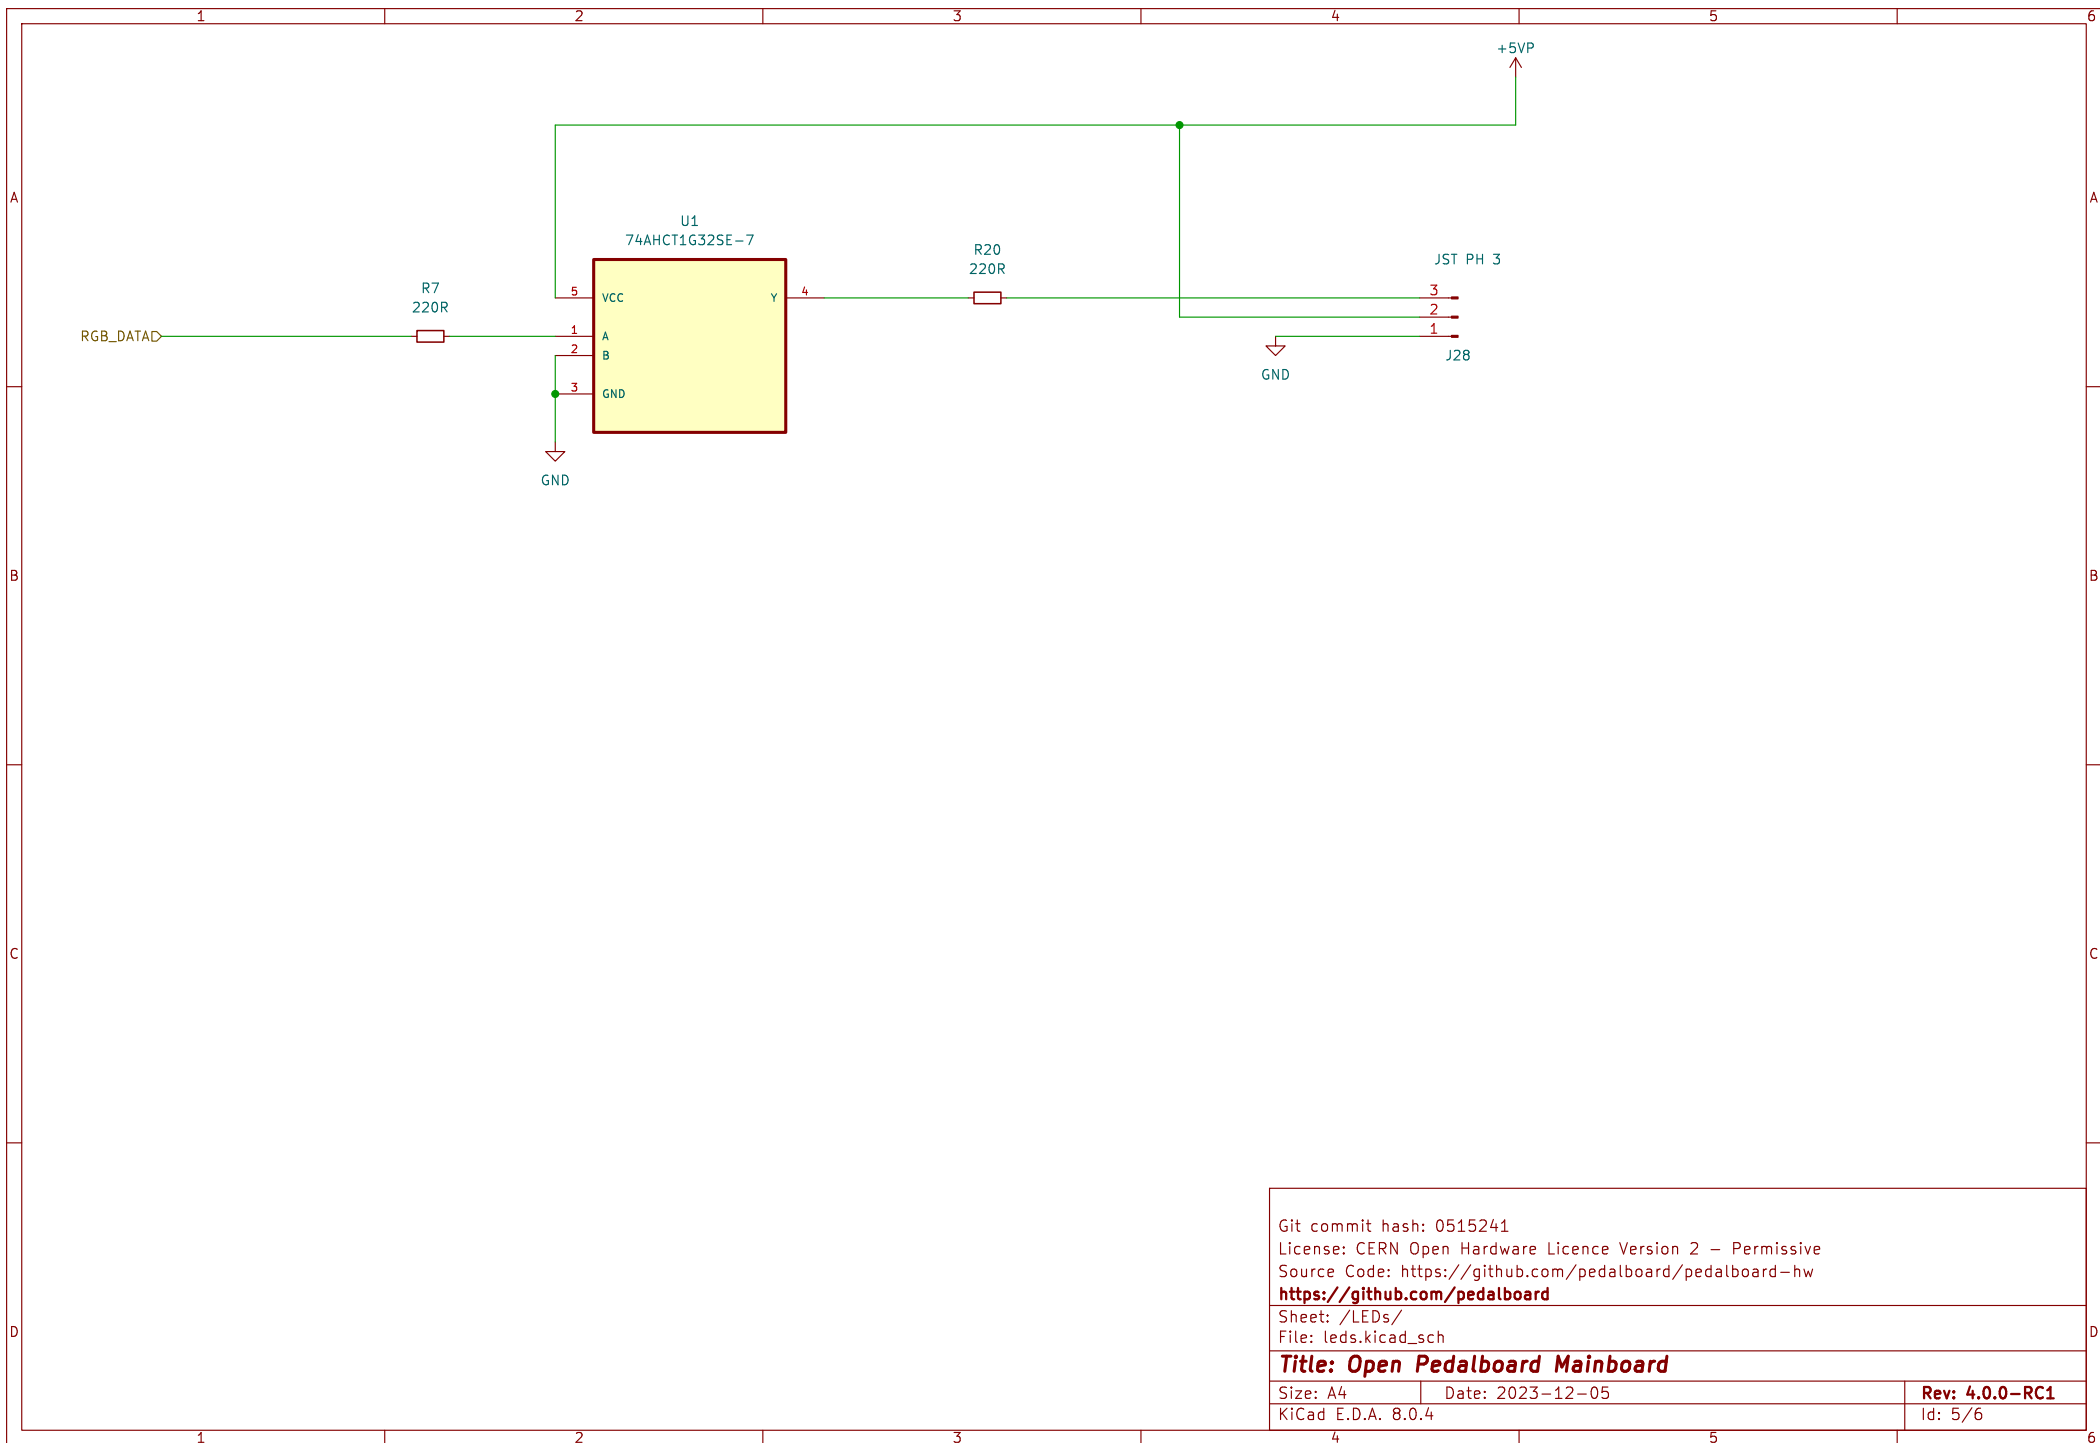 1 2 3 4 5 6
+5VP
A A
U1
74AHCT1G32SE-7
R20
220R
JST PH 3
R7
220R
5 VCC Y 4
3
2
1
J28
RGB_DATA
1 A
2 B
3 GND
GND
GND
B B
C C
Git commit hash: 0515241
License: CERN Open Hardware Licence Version 2 - Permissive
Source Code: https://github.com/pedalboard/pedalboard-hw
https://github.com/pedalboard
Sheet: /LEDs/
File: leds.kicad_sch
D D
Title: Open Pedalboard Mainboard
Size: A4 Date: 2023-12-05 Rev: 4.0.0-RC1
KiCad E.D.A. 8.0.4 Id: 5/6
1 2 3 4 5 6